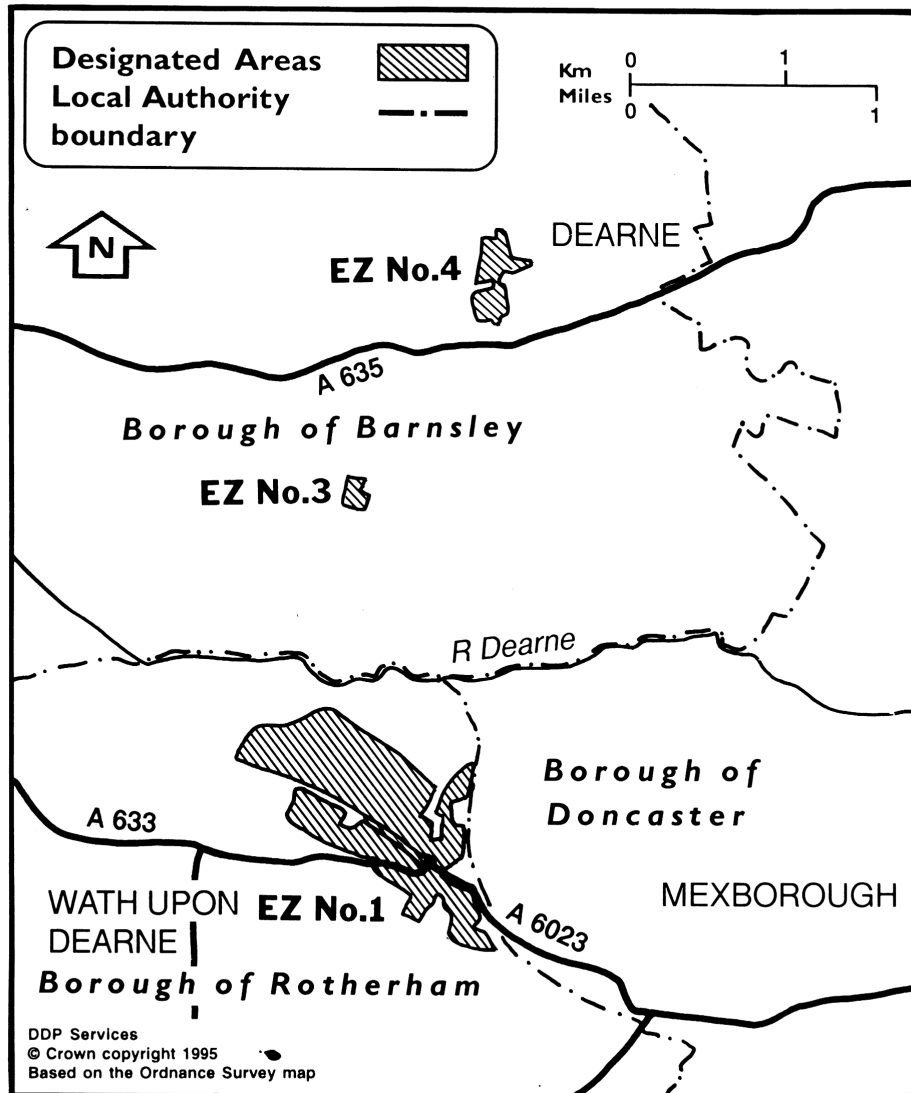 Designated Areas
Local Authority
boundary
Km
Miles
0 1
0 1
N
DEARNE
EZ No.4
A 635
Borough of Barnsley
EZ No.3
R Dearne
Borough of
Doncaster
A 633
MEXBOROUGH
WATH UPON
DEARNE
EZ No.1
A 6023
Borough of Rotherham
DDP Services
© Crown copyright 1995
Based on the Ordnance Survey map